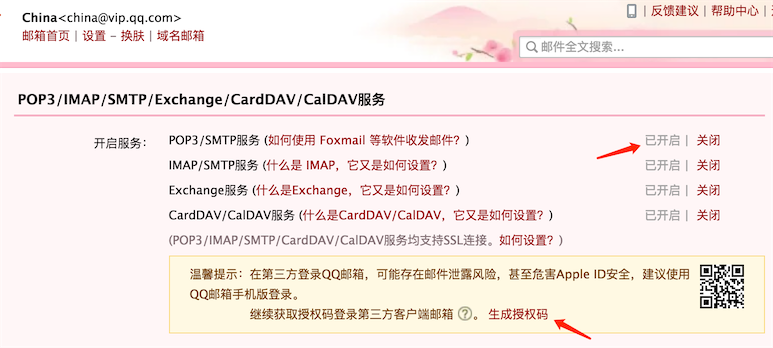 反馈建议 | 帮助中心 |
China<china@vip.qq.com>
邮箱首页 | 设置 - 换肤 | 域名邮箱
邮件全文搜索...
POP3/IMAP/SMTP/Exchange/CardDAV/CalDAV服务
开启服务： POP3/SMTP服务 (如何使用 Foxmail 等软件收发邮件？) 已开启 | 关闭
IMAP/SMTP服务 (什么是 IMAP，它又是如何设置？) 已开启 | 关闭
Exchange服务 (什么是Exchange，它又是如何设置？) 已开启 | 关闭
CardDAV/CalDAV服务 (什么是CardDAV/CalDAV，它又是如何设置？) 已开启 | 关闭
(POP3/IMAP/SMTP/CardDAV/CalDAV服务均支持SSL连接。如何设置？)
温馨提示：在第三方登录QQ邮箱，可能存在邮件泄露风险，甚至危害Apple ID安全，建议使用
QQ邮箱手机版登录。
继续获取授权码登录第三方客户端邮箱 ? 。 生成授权码